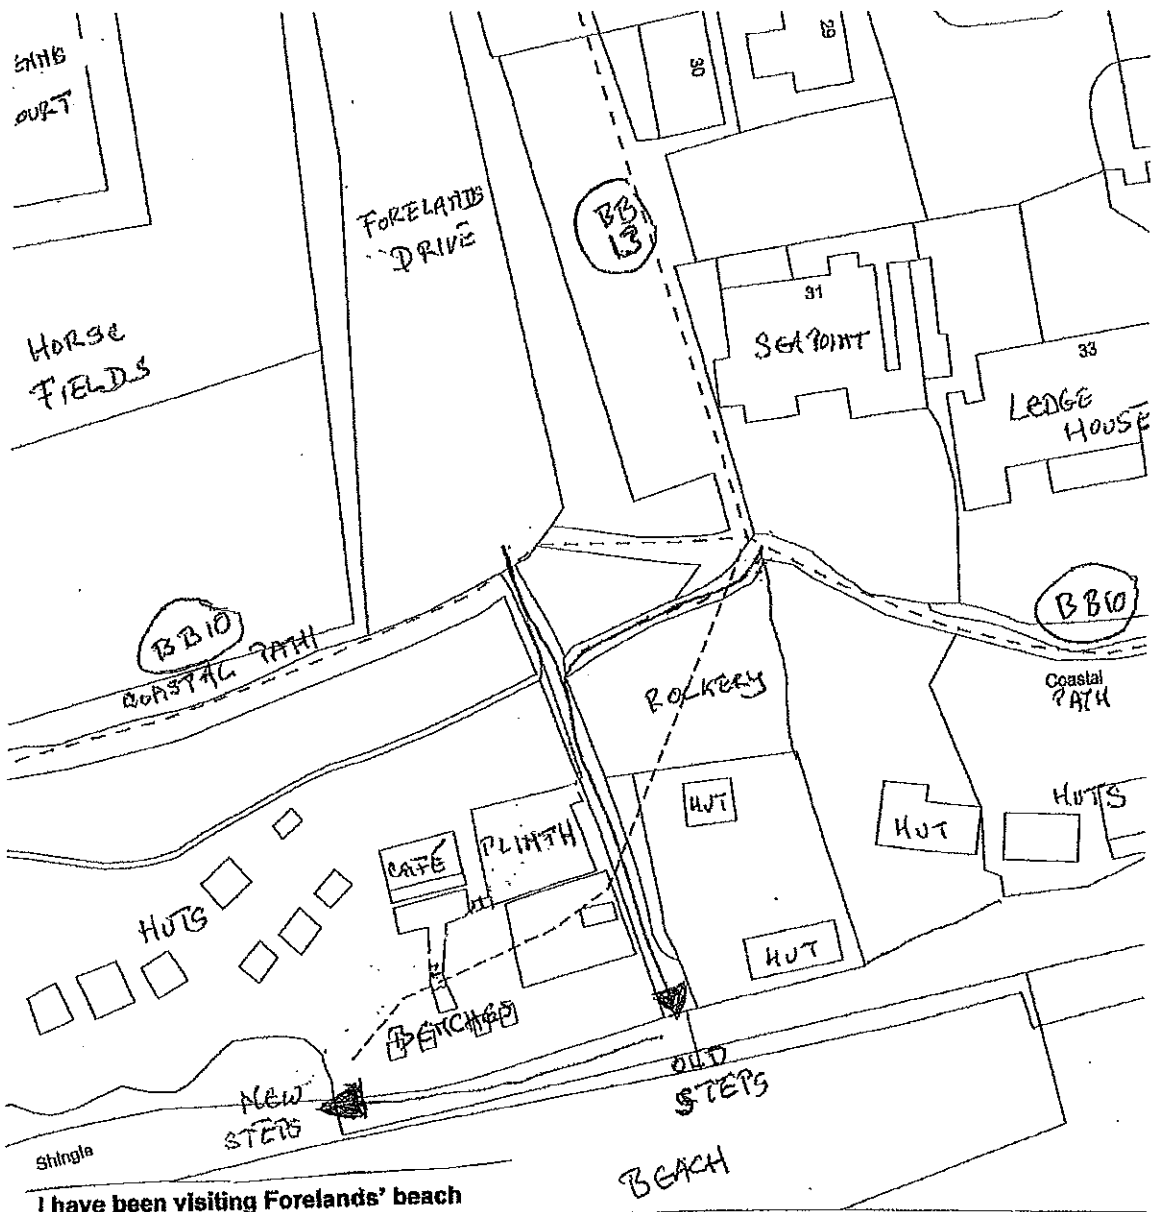 29
30
COURT
BB
13
FORELANDS
DRIVE
31
SEAPOINT
HORSE
FIELDS
33
LEDGE
HOUSE
BB10
COASTAL PATH
BB10
Coastal
PATH
ROCKERY
HUT
HUTS
HUT
CAFÉ
PLINTH
HUTS
HUT
BENCHES
OLD
STEPS
NEW
STEPS
Shingle
BEACH
I have been visiting Forelands' beach